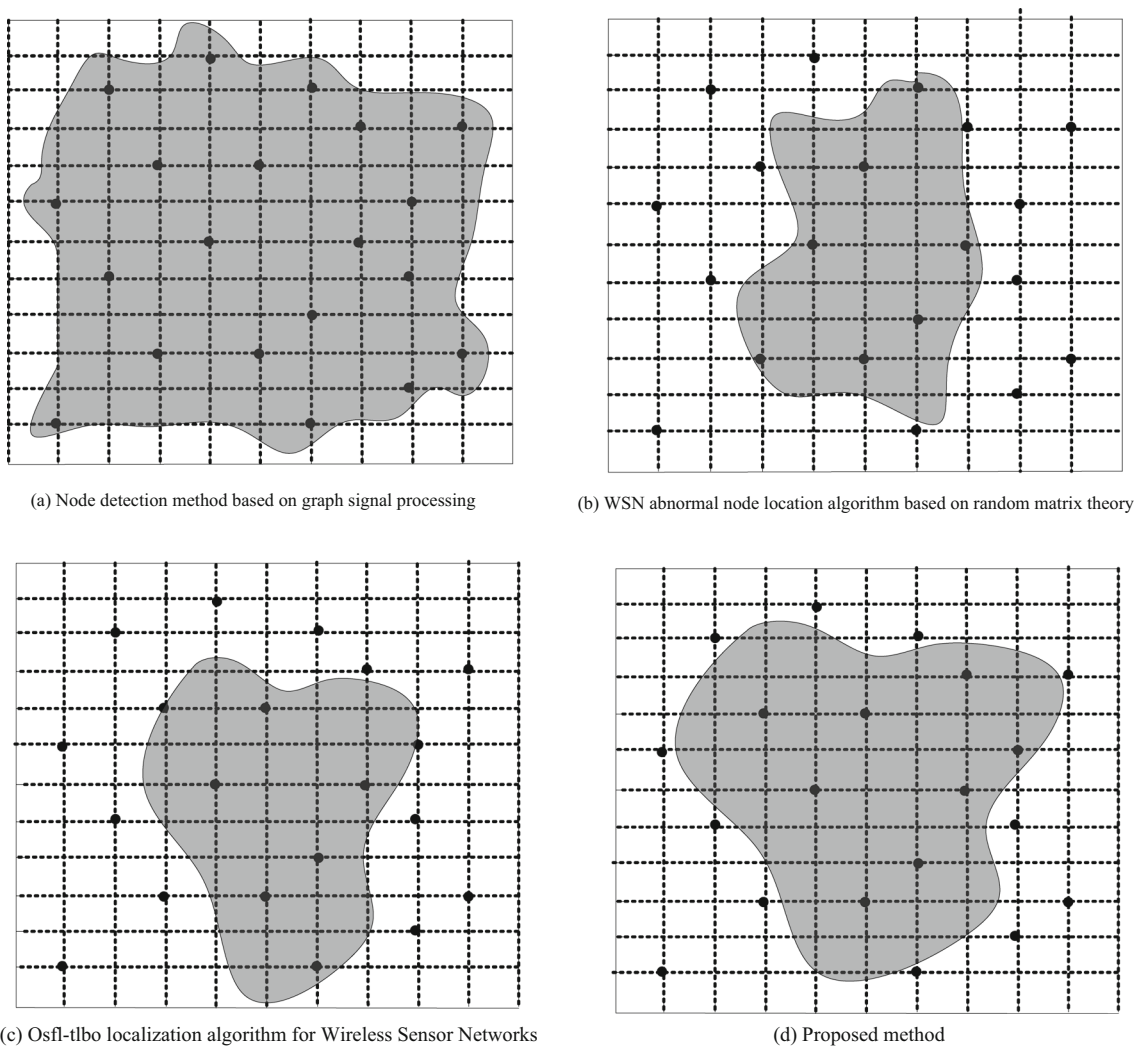 (a) Node detection method based on graph signal processing
(b) WSN abnormal node location algorithm based on random matrix theory
(c) Osfl-tlbo localization algorithm for Wireless Sensor Networks
(d) Proposed method